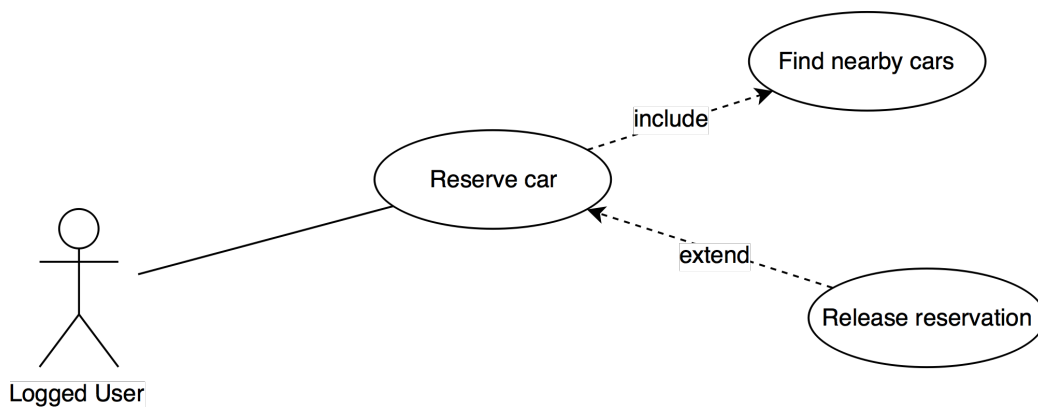 Find nearby cars
include
Reserve car
extend
Release reservation
Logged User